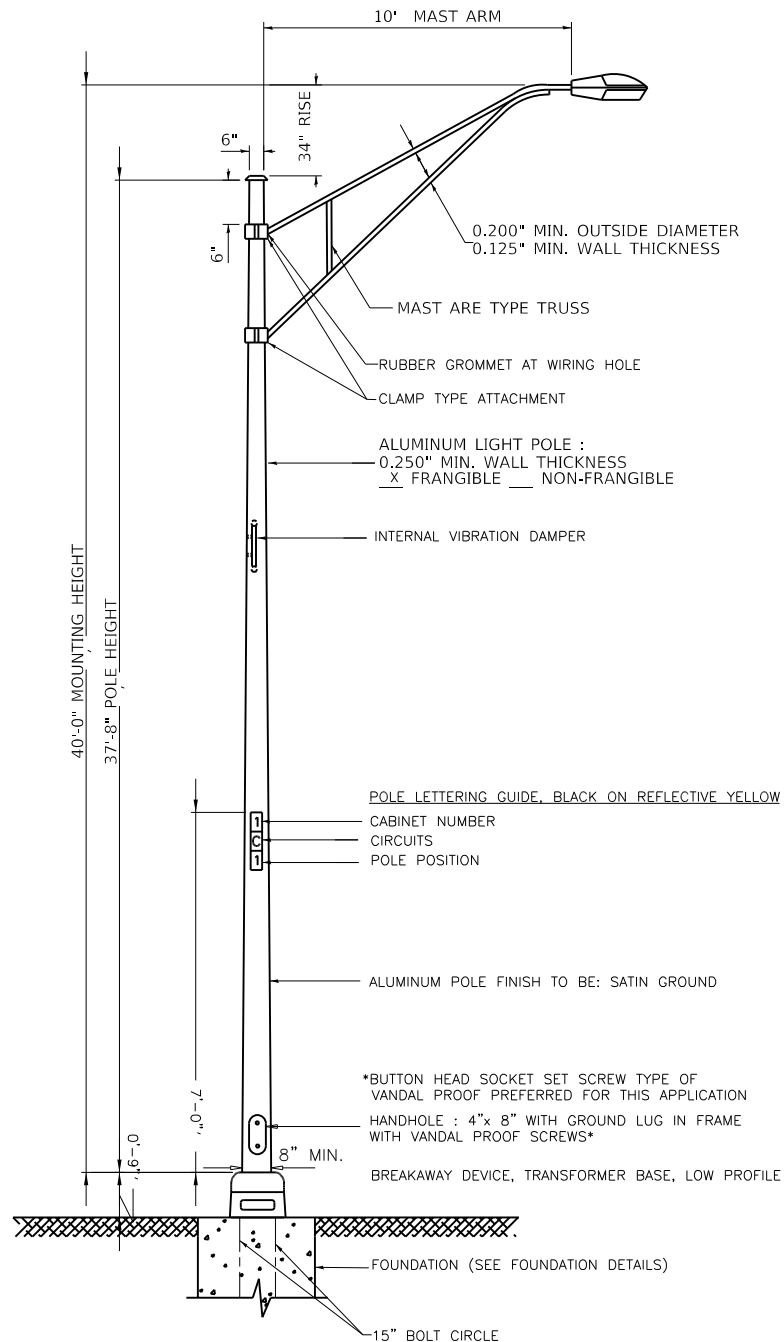 10' MAST ARM
34" RISE
6"
6"
0.200" MIN. OUTSIDE DIAMETER
0.125" MIN. WALL THICKNESS
MAST ARE TYPE TRUSS
RUBBER GROMMET AT WIRING HOLE
CLAMP TYPE ATTACHMENT
ALUMINUM LIGHT POLE :
0.250" MIN. WALL THICKNESS
X FRANGIBLE ___ NON-FRANGIBLE
INTERNAL VIBRATION DAMPER
40'-0" MOUNTING HEIGHT
37'-8" POLE HEIGHT
POLE LETTERING GUIDE, BLACK ON REFLECTIVE YELLOW
1
CABINET NUMBER
C
CIRCUITS
1
POLE POSITION
ALUMINUM POLE FINISH TO BE: SATIN GROUND
*BUTTON HEAD SOCKET SET SCREW TYPE OF
VANDAL PROOF PREFERRED FOR THIS APPLICATION
7'-0"
HANDHOLE : 4"x 8" WITH GROUND LUG IN FRAME
WITH VANDAL PROOF SCREWS*
0'-9"
8" MIN.
BREAKAWAY DEVICE, TRANSFORMER BASE, LOW PROFILE
FOUNDATION (SEE FOUNDATION DETAILS)
15" BOLT CIRCLE